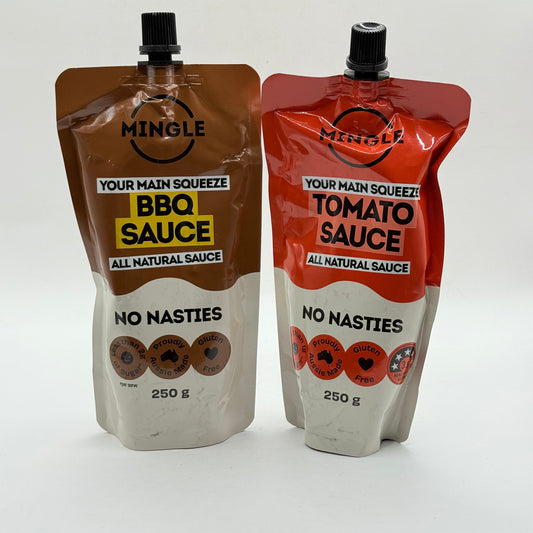 MINGLE
YOUR MAIN SQUEEZE
BBQ
SAUCE
ALL NATURAL SAUCE
NO NASTIES
Proudly
Aussie Made
Gluten
Free
250 g
MINGLE
YOUR MAIN SQUEEZE
TOMATO
SAUCE
ALL NATURAL SAUCE
NO NASTIES
Proudly
Aussie Made
Gluten
Free
250 g